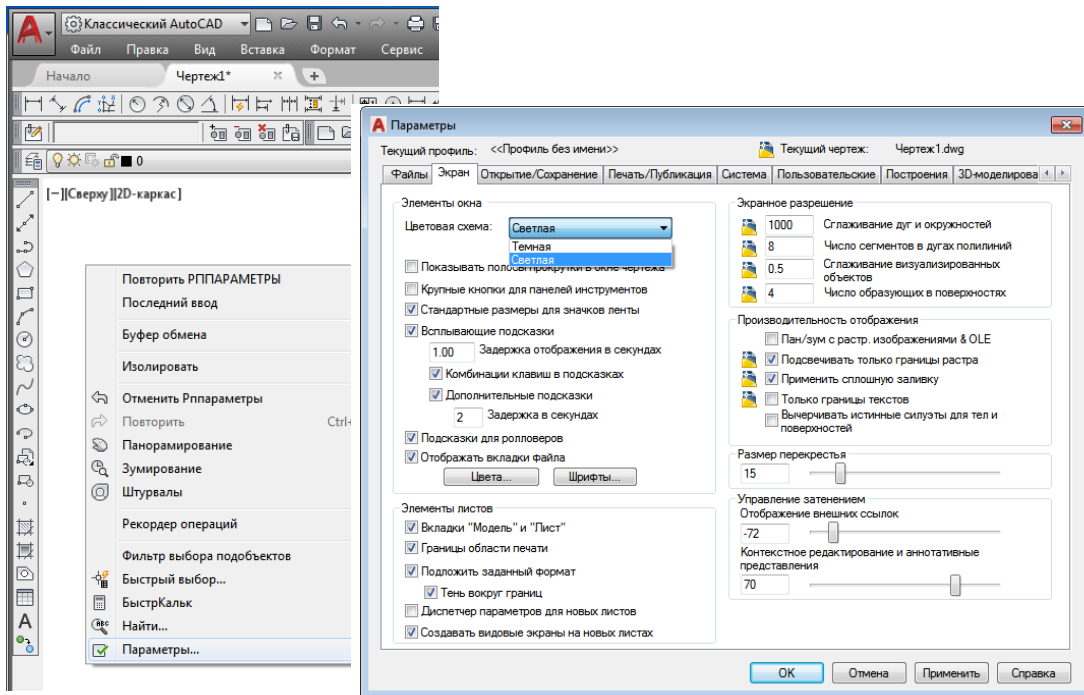 Классический AutoCAD
Файл Правка Вид Вставка Формат Сервис
Начало Чертеж1*
0
[−][Сверху][2D-каркас]
Повторить РППАРАМЕТРЫ
Последний ввод
Буфер обмена
Изолировать
Отменить Рппараметры
Повторить Ctrl+
Панорамирование
Зумирование
Штурвалы
Рекордер операций
Фильтр выбора подобъектов
Быстрый выбор...
БыстрКальк
Найти...
Параметры...
Параметры
Текущий профиль: <<Профиль без имени>> Текущий чертеж: Чертеж1.dwg
Файлы Экран Открытие/Сохранение Печать/Публикация Система Пользовательские Построения 3D-моделирова
Элементы окна
Цветовая схема: Светлая
Темная
Светлая
Показывать полосы прокрутки в окне чертежа
Крупные кнопки для панелей инструментов
Стандартные размеры для значков ленты
Всплывающие подсказки
1.00 Задержка отображения в секундах
Комбинации клавиш в подсказках
Дополнительные подсказки
2 Задержка в секундах
Подсказки для ролловеров
Отображать вкладки файла
Цвета... Шрифты...
Элементы листов
Вкладки "Модель" и "Лист"
Границы области печати
Подложить заданный формат
Тень вокруг границ
Диспетчер параметров для новых листов
Создавать видовые экраны на новых листах
Экранное разрешение
1000 Сглаживание дуг и окружностей
8 Число сегментов в дугах полилиний
0.5 Сглаживание визуализированных
объектов
4 Число образующих в поверхностях
Производительность отображения
Пан/зум с растр. изображениями & OLE
Подсвечивать только границы растра
Применить сплошную заливку
Только границы текстов
Вычерчивать истинные силуэты для тел и
поверхностей
Размер перекрестья
15
Управление затенением
Отображение внешних ссылок
-72
Контекстное редактирование и аннотативные
представления
70
OK Отмена Применить Справка